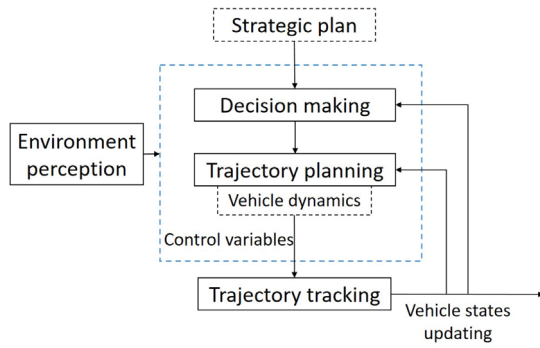 Strategic plan
Decision making
Environment
perception
Trajectory planning
Vehicle dynamics
Control variables
Trajectory tracking
Vehicle states
updating